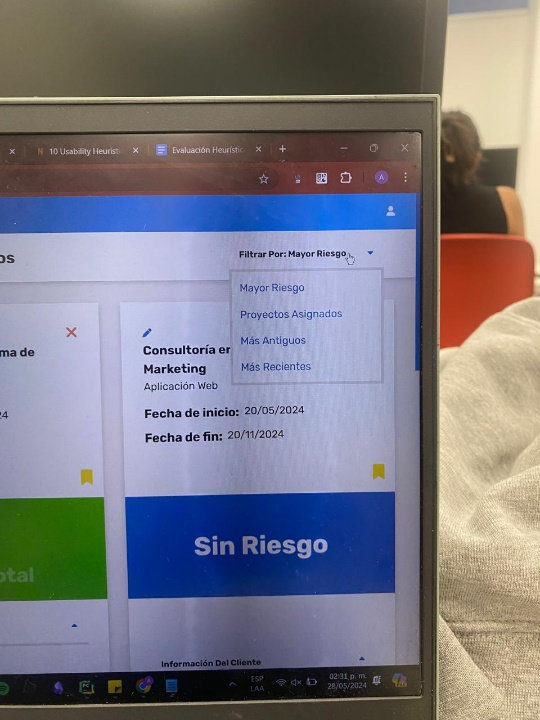 10 Usability Heurist
Evaluación Heurístic
A
os
Filtrar Por: Mayor Riesgo
Mayor Riesgo
Proyectos Asignados
Más Antiguos
Más Recientes
ma de
24
Consultoría en
Marketing
Aplicación Web
Fecha de inicio: 20/05/2024
Fecha de fin: 20/11/2024
otal
Sin Riesgo
Información Del Cliente
ESP
LAA
02:31 p. m.
28/05/2024